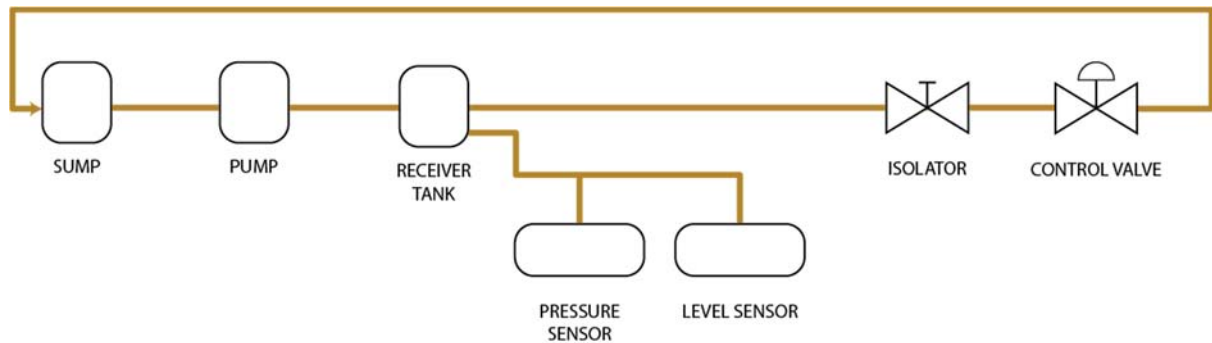 SUMP
PUMP
RECEIVER
TANK
ISOLATOR
CONTROL VALVE
PRESSURE
SENSOR
LEVEL SENSOR